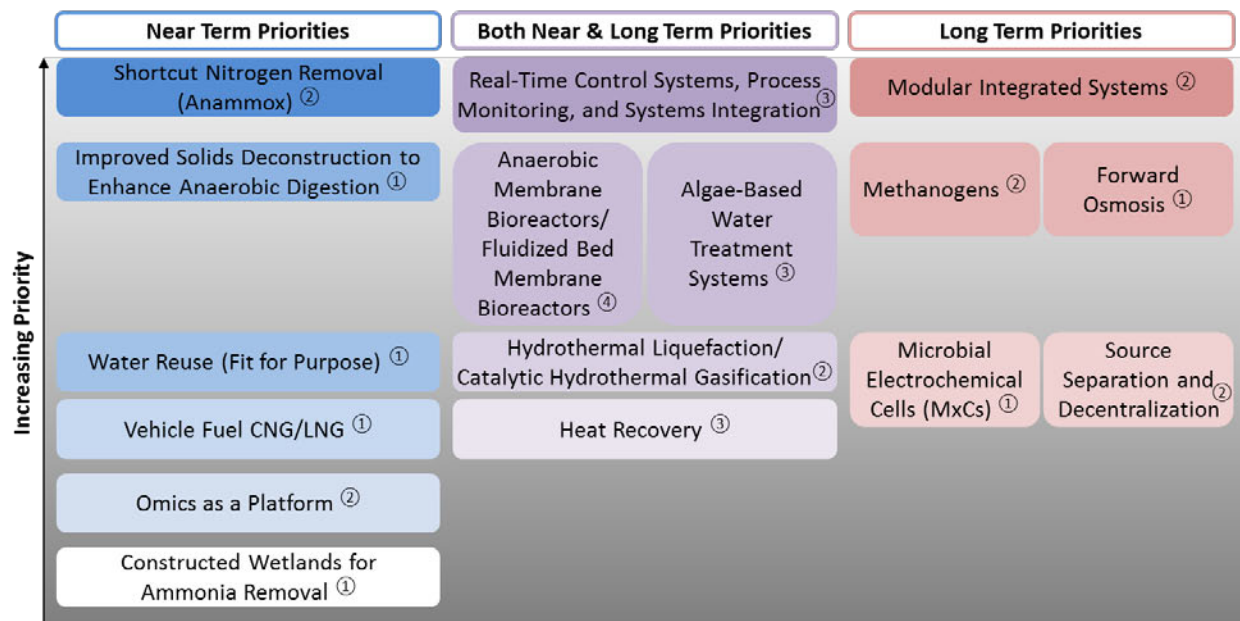 Near Term Priorities
Both Near & Long Term Priorities
Long Term Priorities
Increasing Priority
Shortcut Nitrogen Removal
(Anammox) ②
Improved Solids Deconstruction to
Enhance Anaerobic Digestion ①
Water Reuse (Fit for Purpose) ①
Vehicle Fuel CNG/LNG ①
Omics as a Platform ②
Constructed Wetlands for
Ammonia Removal ①
Real-Time Control Systems, Process
Monitoring, and Systems Integration ③
Anaerobic
Membrane
Bioreactors/
Fluidized Bed
Membrane
Bioreactors ④
Algae-Based
Water
Treatment
Systems ③
Hydrothermal Liquefaction/
Catalytic Hydrothermal Gasification ②
Heat Recovery ③
Modular Integrated Systems ②
Methanogens ②
Forward
Osmosis ①
Microbial
Electrochemical
Cells (MxCs) ①
Source
Separation and
Decentralization ②